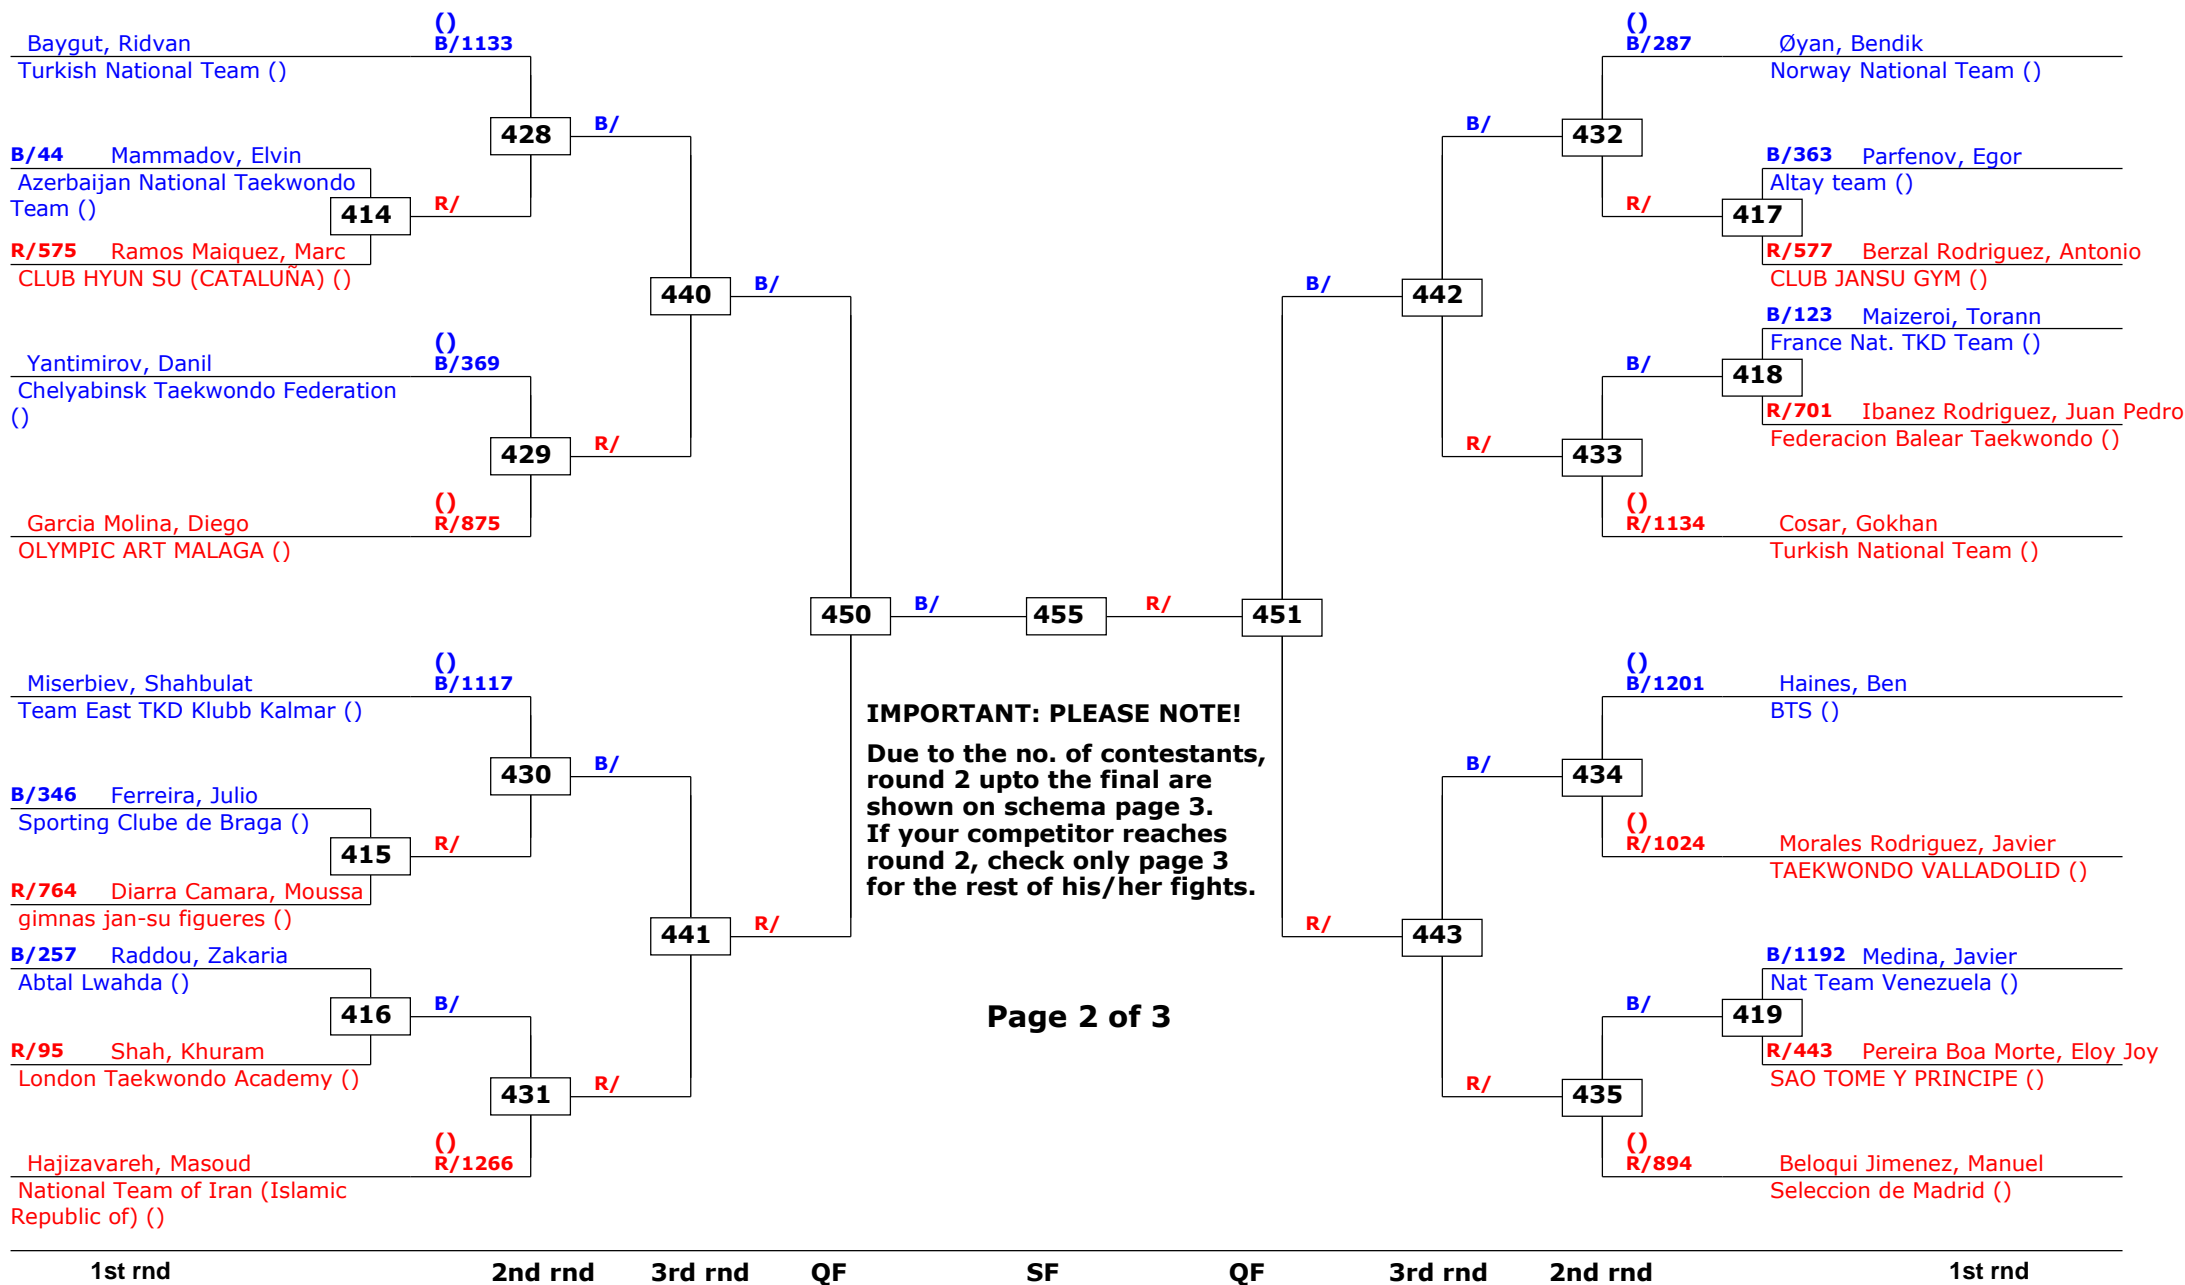 ()
Baygut, Ridvan B/1133
Turkish National Team ()
428 B/
B/44 Mammadov, Elvin
Azerbaijan National Taekwondo
Team ()
414 R/
R/575 Ramos Maiquez, Marc
CLUB HYUN SU (CATALUÑA) ()
440 B/
()
Yantimirov, Danil B/369
Chelyabinsk Taekwondo Federation
()
429 R/
()
Garcia Molina, Diego R/875
OLYMPIC ART MALAGA ()
450 B/ 455 R/ 451
()
Miserbiev, Shahbulat B/1117
Team East TKD Klubb Kalmar ()
430 B/
B/346 Ferreira, Julio
Sporting Clube de Braga ()
415 R/
R/764 Diarra Camara, Moussa
gimnas jan-su figueres ()
441 R/
B/257 Raddou, Zakaria
Abtal Lwahda ()
416 B/
R/95 Shah, Khuram
London Taekwondo Academy ()
431 R/
()
Hajizavareh, Masoud R/1266
National Team of Iran (Islamic
Republic of) ()
IMPORTANT: PLEASE NOTE!
Due to the no. of contestants,
round 2 upto the final are
shown on schema page 3.
If your competitor reaches
round 2, check only page 3
for the rest of his/her fights.
Page 2 of 3
()
B/287 Øyan, Bendik
Norway National Team ()
B/ 432
B/363 Parfenov, Egor
Altay team ()
R/ 417
R/577 Berzal Rodriguez, Antonio
CLUB JANSU GYM ()
B/ 442
B/123 Maizeroi, Torann
France Nat. TKD Team ()
B/ 418
R/701 Ibanez Rodriguez, Juan Pedro
Federacion Balear Taekwondo ()
R/ 433
()
R/1134 Cosar, Gokhan
Turkish National Team ()
()
B/1201 Haines, Ben
BTS ()
B/ 434
()
R/1024 Morales Rodriguez, Javier
TAEKWONDO VALLADOLID ()
R/ 443
B/1192 Medina, Javier
Nat Team Venezuela ()
B/ 419
R/443 Pereira Boa Morte, Eloy Joy
SAO TOME Y PRINCIPE ()
R/ 435
()
R/894 Beloqui Jimenez, Manuel
Seleccion de Madrid ()
1st rnd 2nd rnd 3rd rnd QF SF QF 3rd rnd 2nd rnd 1st rnd